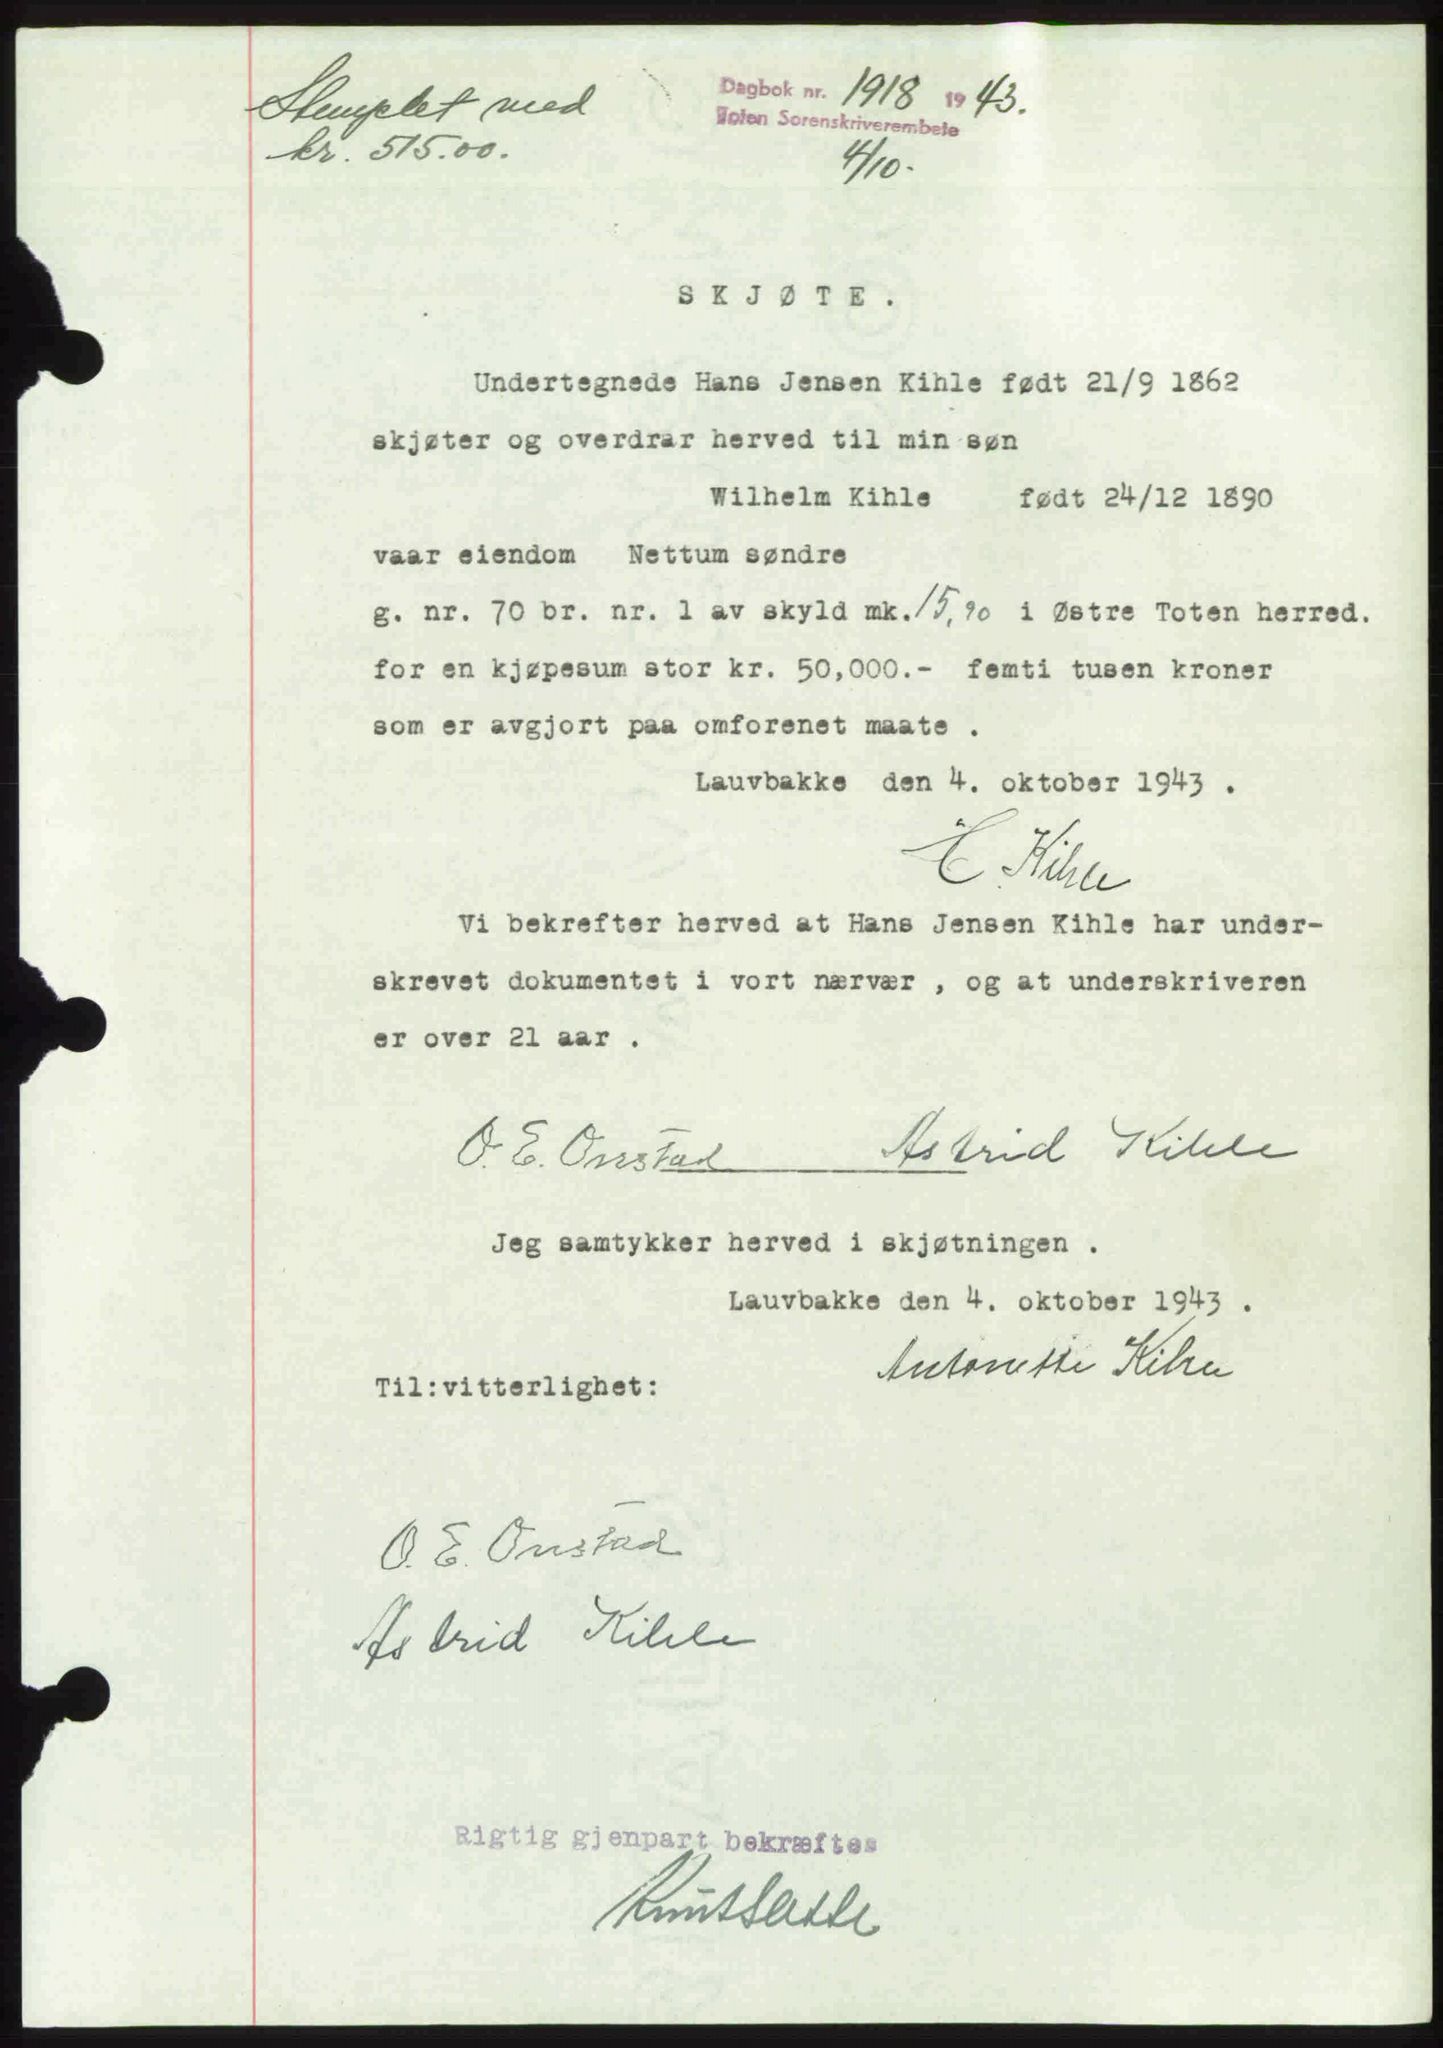 Stemplet med
kr. 515.00.
Dagbok nr. 1918 1943.
Toten Sorenskriverembete
4/10.
SKJØTE.
Undertegnede Hans Jensen Kihle født 21/9 1862
skjøter og overdrar herved til min søn
Wilhelm Kihle født 24/12 1890
vaar eiendom Nettum søndre
g. nr. 70 br. nr. 1 av skyld mk. 15,90 i Østre Toten herred.
for en kjøpesum stor kr. 50,000.- femti tusen kroner
som er avgjort paa omforenet maate .
Lauvbakke den 4. oktober 1943 .
H Kihle
Vi bekrefter herved at Hans Jensen Kihle har under-
skrevet dokumentet i vort nærvær , og at underskriveren
er over 21 aar .
O. E. Onstad Astrid Kihle
Jeg samtykker herved i skjøtningen .
Lauvbakke den 4. oktober 1943 .
Antonette Kihle
Til:vitterlighet:
O. E. Onstad
Astrid Kihle
Rigtig gjenpart bekræftes